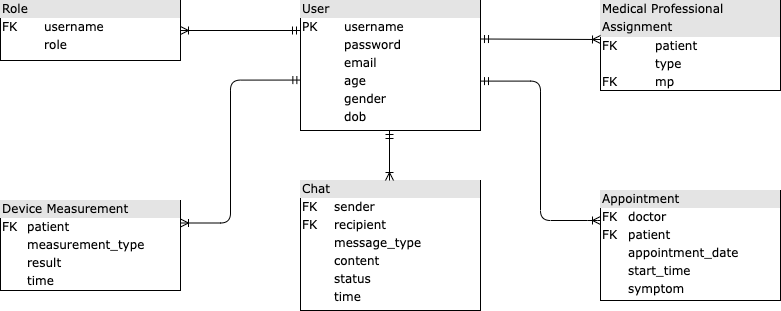 Role
FK username
role
User
PK username
password
email
age
gender
dob
Medical Professional
Assignment
FK patient
type
FK mp
Device Measurement
FK patient
measurement_type
result
time
Chat
FK sender
FK recipient
message_type
content
status
time
Appointment
FK doctor
FK patient
appointment_date
start_time
symptom